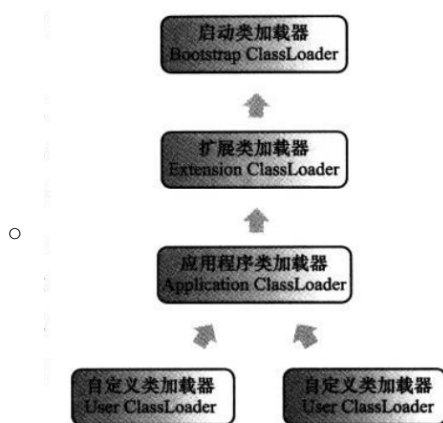 启动类加载器
Bootstrap ClassLoader
扩展类加载器
Extension ClassLoader
应用程序类加载器
Application ClassLoader
自定义类加载器
User ClassLoader
自定义类加载器
User ClassLoader